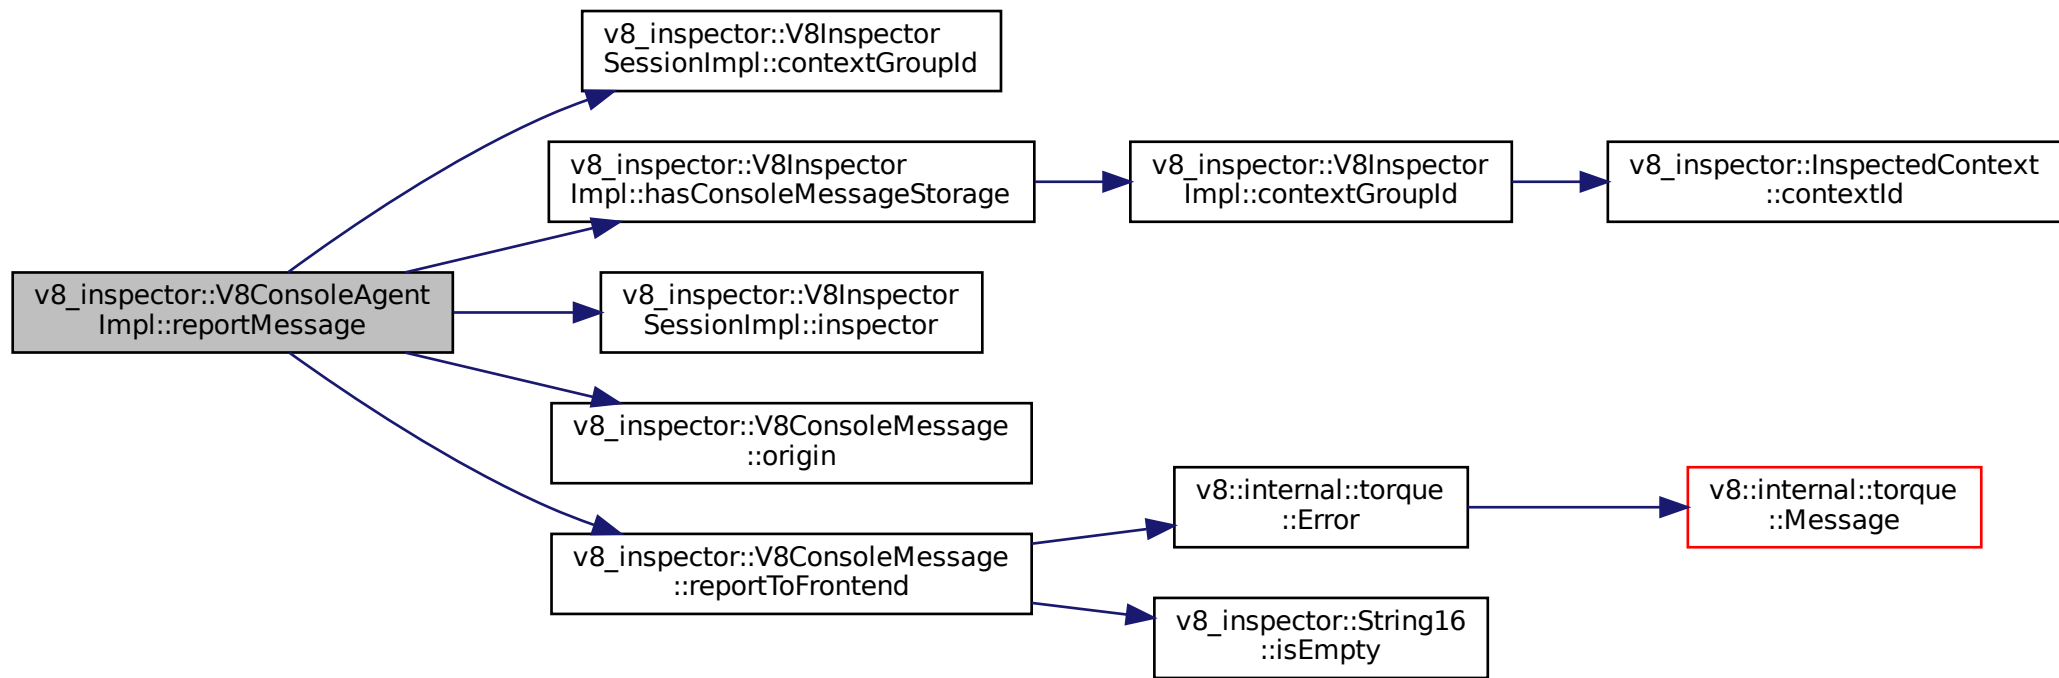 v8_inspector::V8Inspector
SessionImpl::contextGroupId
v8_inspector::V8Inspector
Impl::hasConsoleMessageStorage
v8_inspector::V8Inspector
Impl::contextGroupId
v8_inspector::InspectedContext
::contextId
v8_inspector::V8ConsoleAgent
Impl::reportMessage
v8_inspector::V8Inspector
SessionImpl::inspector
v8_inspector::V8ConsoleMessage
::origin
v8::internal::torque
::Error
v8::internal::torque
::Message
v8_inspector::V8ConsoleMessage
::reportToFrontend
v8_inspector::String16
::isEmpty